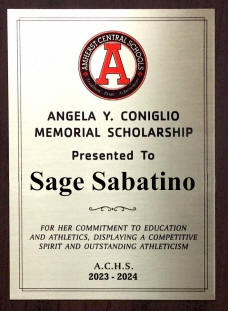 AMHERST CENTRAL SCHOOLS
A
ANGELA Y. CONIGLIO
MEMORIAL SCHOLARSHIP
Presented To
Sage Sabatino
FOR HER COMMITMENT TO EDUCATION
AND ATHLETICS, DISPLAYING A COMPETITIVE
SPIRIT AND OUTSTANDING ATHLETICISM
A.C.H.S.
2023 - 2024